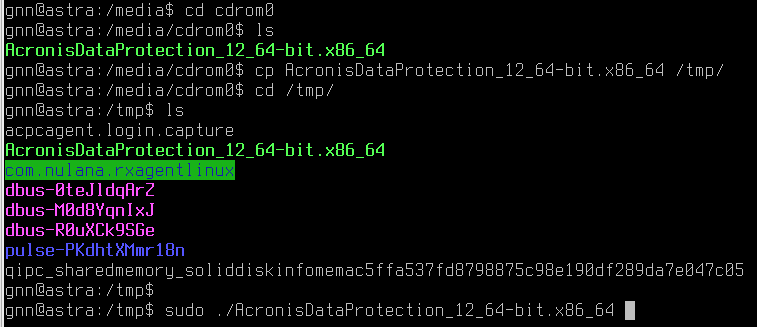 gnn@astra:/media$ cd cdrom0
gnn@astra:/media/cdrom0$ ls
AcronisDataProtection_12_64-bit.x86_64
gnn@astra:/media/cdrom0$ cp AcronisDataProtection_12_64-bit.x86_64 /tmp/
gnn@astra:/media/cdrom0$ cd /tmp/
gnn@astra:/tmp$ ls
acpcagent.login.capture
AcronisDataProtection_12_64-bit.x86_64
com.nulana.rxagentlinux
dbus-0teJldqArZ
dbus-M0d8YqnIxJ
dbus-R0uXCk9SGe
pulse-PKdhtXMmr18n
qipc_sharedmemory_soliddiskinfomemac5ffa537fd8798875c98e190df289da7e047c05
gnn@astra:/tmp$
gnn@astra:/tmp$ sudo ./AcronisDataProtection_12_64-bit.x86_64